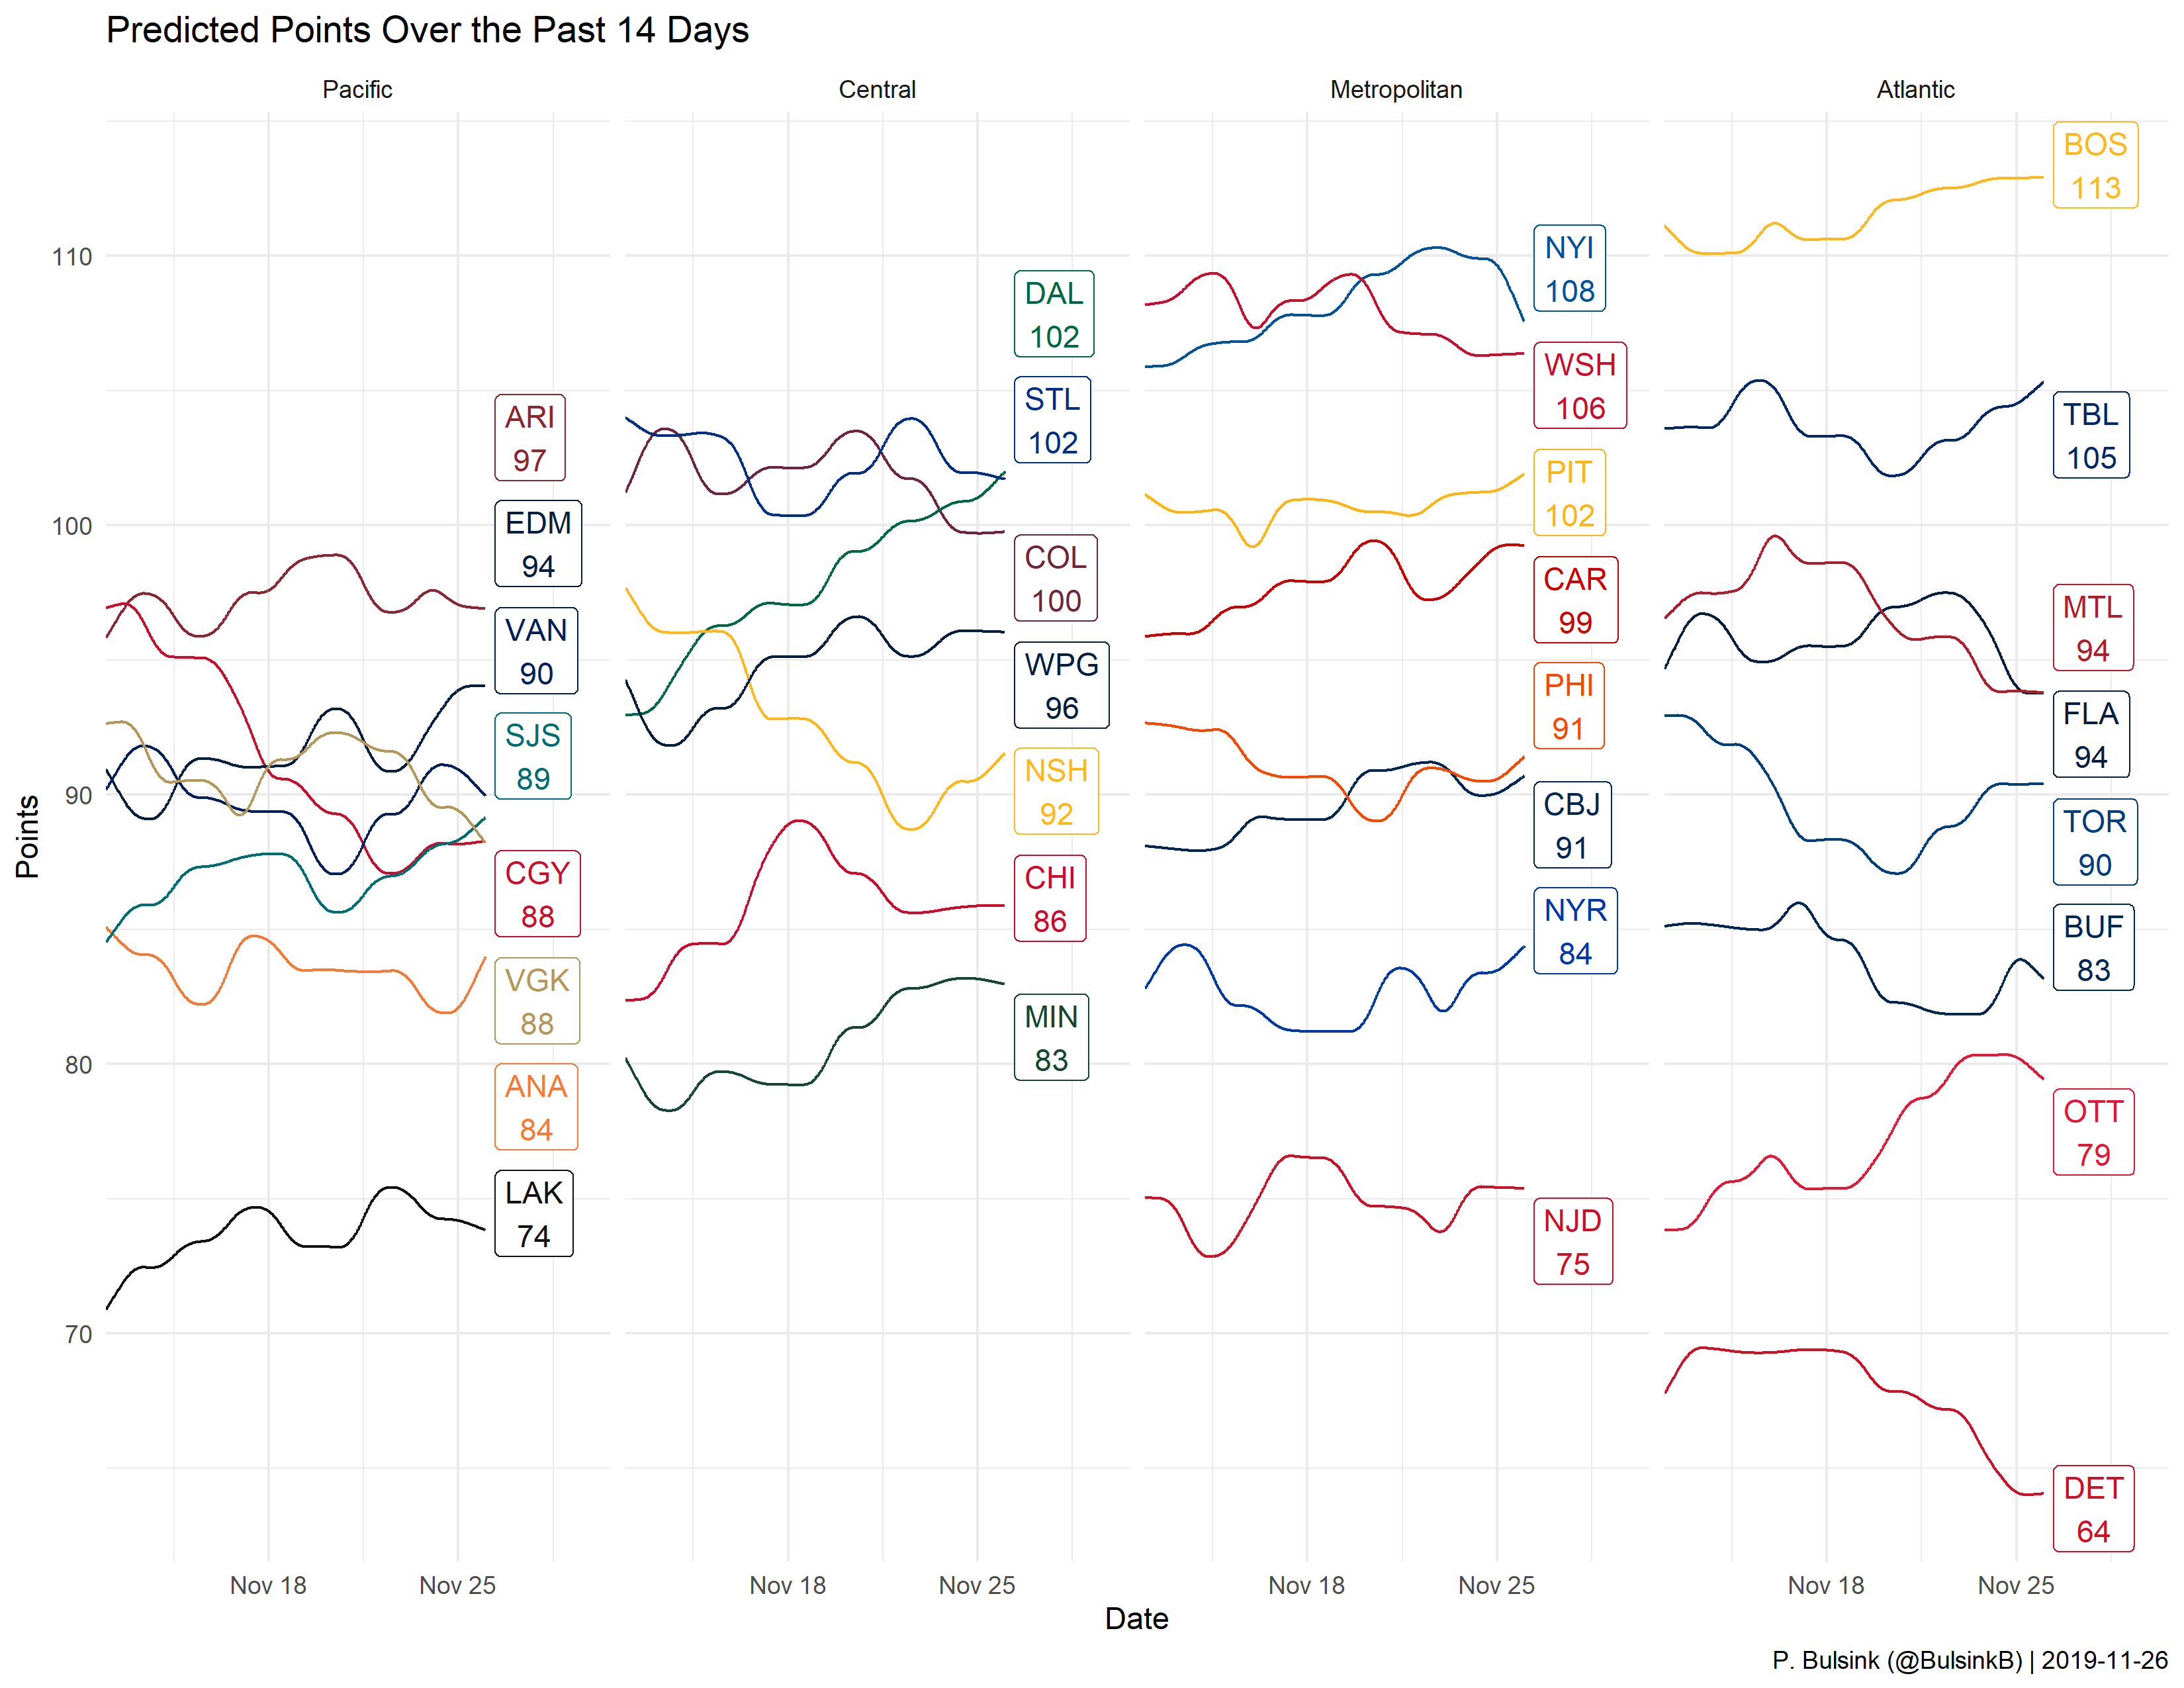 Predicted Points Over the Past 14 Days
Pacific
Central
Metropolitan
Atlantic
Points
110
100
90
80
70
ARI
97
EDM
94
VAN
90
SJS
89
CGY
88
VGK
88
ANA
84
LAK
74
DAL
102
STL
102
COL
100
WPG
96
NSH
92
CHI
86
MIN
83
NYI
108
WSH
106
PIT
102
CAR
99
PHI
91
CBJ
91
NYR
84
NJD
75
BOS
113
TBL
105
MTL
94
FLA
94
TOR
90
BUF
83
OTT
79
DET
64
Nov 18 Nov 25
Nov 18 Nov 25
Nov 18 Nov 25
Nov 18 Nov 25
Date
P. Bulsink (@BulsinkB) | 2019-11-26